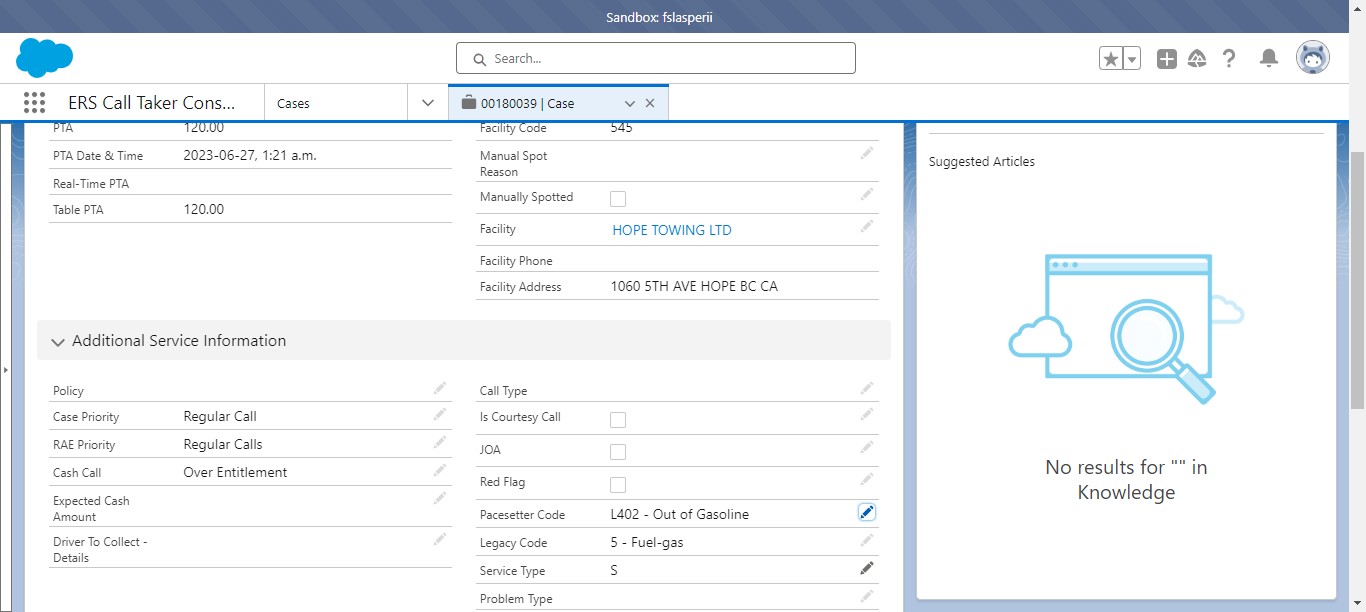 Sandbox: fslasperii
Search...
ERS Call Taker Cons...
Cases
00180039 | Case
PTA 120.00
PTA Date & Time 2023-06-27, 1:21 a.m.
Real-Time PTA
Table PTA 120.00
Facility Code 545
Manual Spot
Reason
Manually Spotted
Facility HOPE TOWING LTD
Facility Phone
Facility Address 1060 5TH AVE HOPE BC CA
Additional Service Information
Policy
Case Priority Regular Call
RAE Priority Regular Calls
Cash Call Over Entitlement
Expected Cash
Amount
Driver To Collect -
Details
Call Type
Is Courtesy Call
JOA
Red Flag
Pacesetter Code L402 - Out of Gasoline
Legacy Code 5 - Fuel-gas
Service Type S
Problem Type
Suggested Articles
No results for "" in
Knowledge